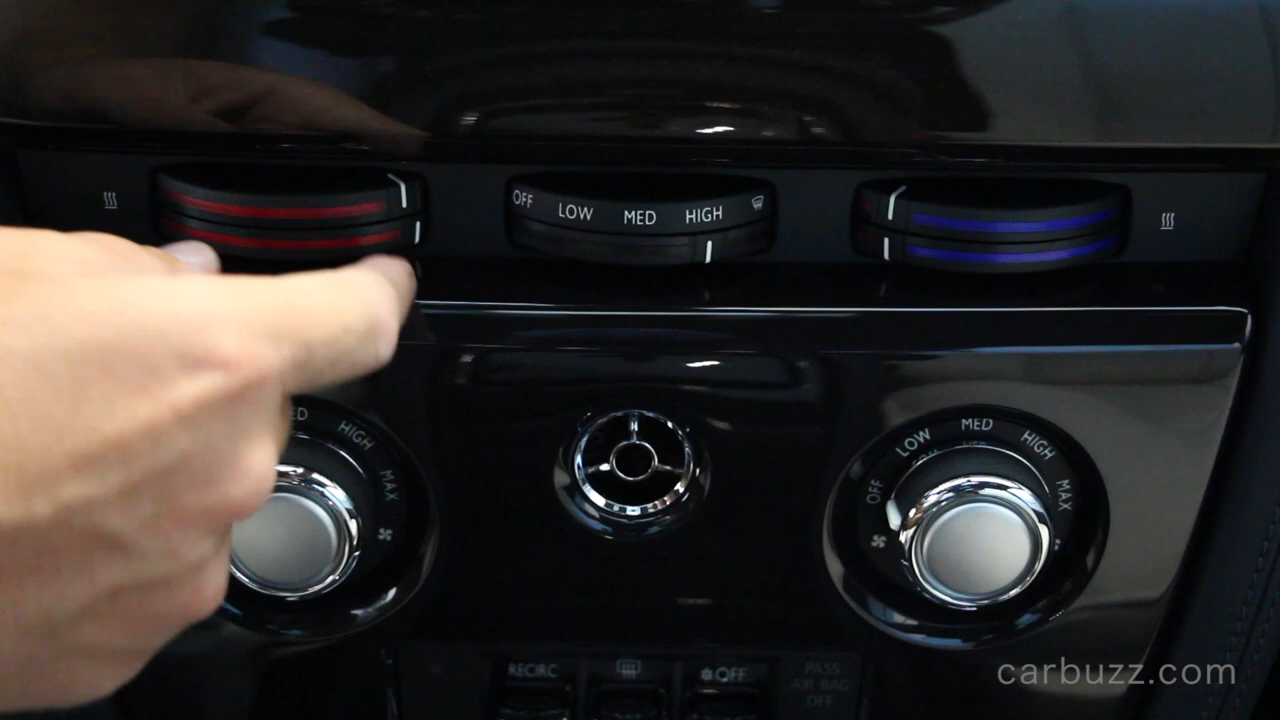 OFF LOW MED HIGH
ED HIGH MAX
OFF LOW MED HIGH MAX
RECIRC
OFF
PASS
AIR BAG
OFF
carbuzz.com